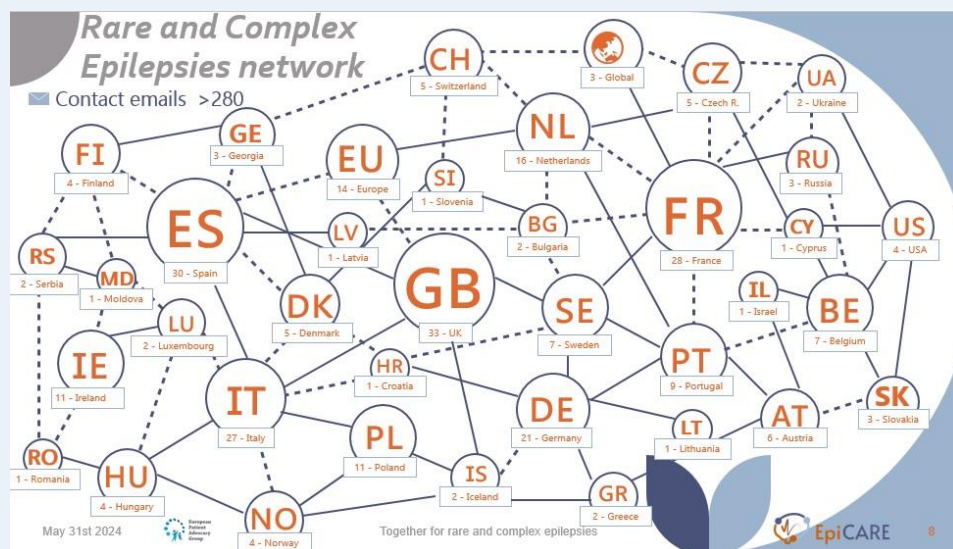 Rare and Complex
Epilepsies network
Contact emails >280
CH
5 - Switzerland
3 - Global
CZ
5 - Czech R.
UA
2 - Ukraine
FI
4 - Finland
GE
3 - Georgia
EU
14 - Europe
NL
16 - Netherlands
RU
3 - Russia
SI
1 - Slovenia
ES
30 - Spain
LV
1 - Latvia
BG
2 - Bulgaria
FR
28 - France
CY
1 - Cyprus
US
4 - USA
RS
2 - Serbia
MD
1 - Moldova
DK
5 - Denmark
GB
33 - UK
SE
7 - Sweden
IL
1 - Israel
BE
7 - Belgium
LU
2 - Luxembourg
IE
11 - Ireland
HR
1 - Croatia
PT
9 - Portugal
IT
27 - Italy
DE
21 - Germany
AT
6 - Austria
SK
3 - Slovakia
PL
11 - Poland
LT
1 - Lithuania
RO
1 - Romania
HU
4 - Hungary
IS
2 - Iceland
GR
2 - Greece
NO
4 - Norway
May 31st 2024
European
Patient
Advocacy
Group
Together for rare and complex epilepsies
EpiCARE
8